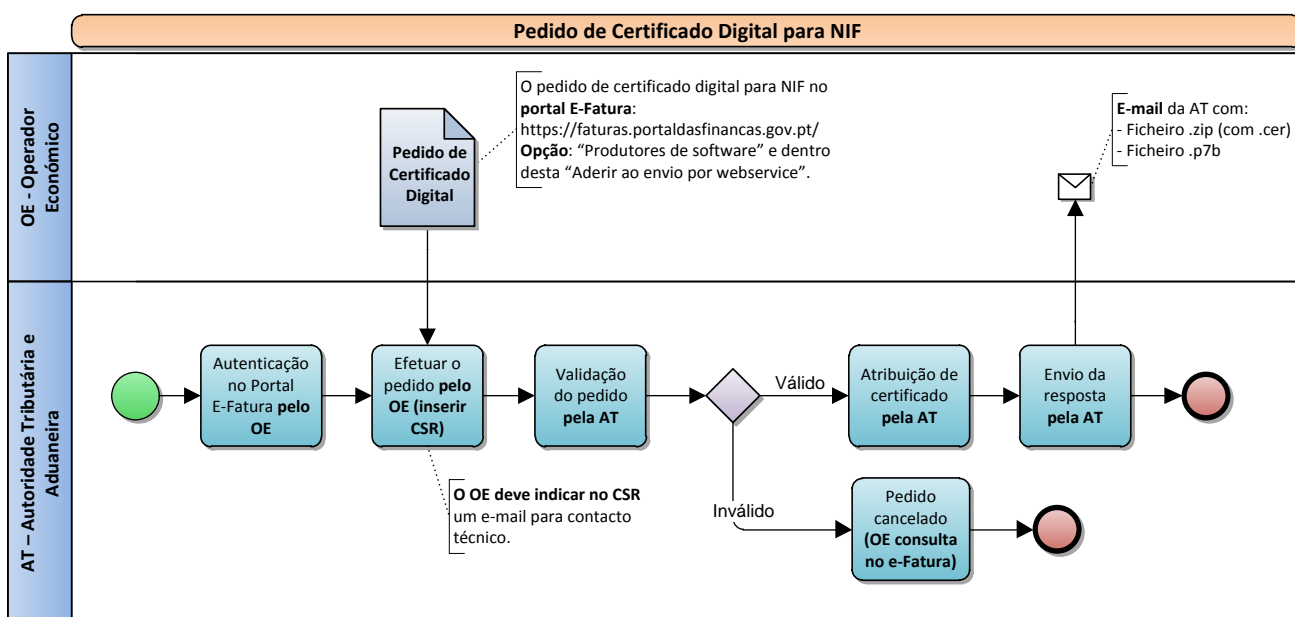 Pedido de Certificado Digital para NIF
OE - Operador
Económico
Pedido de
Certificado
Digital
O pedido de certificado digital para NIF no
portal E-Fatura:
https://faturas.portaldasfinancas.gov.pt/
Opção: “Produtores de software” e dentro
desta “Aderir ao envio por webservice”.
E-mail da AT com:
- Ficheiro .zip (com .cer)
- Ficheiro .p7b
AT – Autoridade Tributária e
Aduaneira
Autenticação
no Portal
E-Fatura pelo
OE
Efetuar o
pedido pelo
OE (inserir
CSR)
Validação
do pedido
pela AT
Válido
Atribuição de
certificado
pela AT
Envio da
resposta
pela AT
O OE deve indicar no CSR
um e-mail para contacto
técnico.
Inválido
Pedido
cancelado
(OE consulta
no e-Fatura)